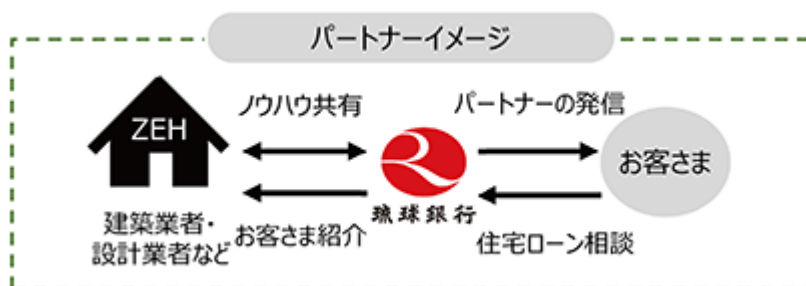 パートナーイメージ
ノウハウ共有
パートナーの発信
ZEH
お客さま
琉球銀行
建築業者・
設計業者など
お客さま紹介
住宅ローン相談